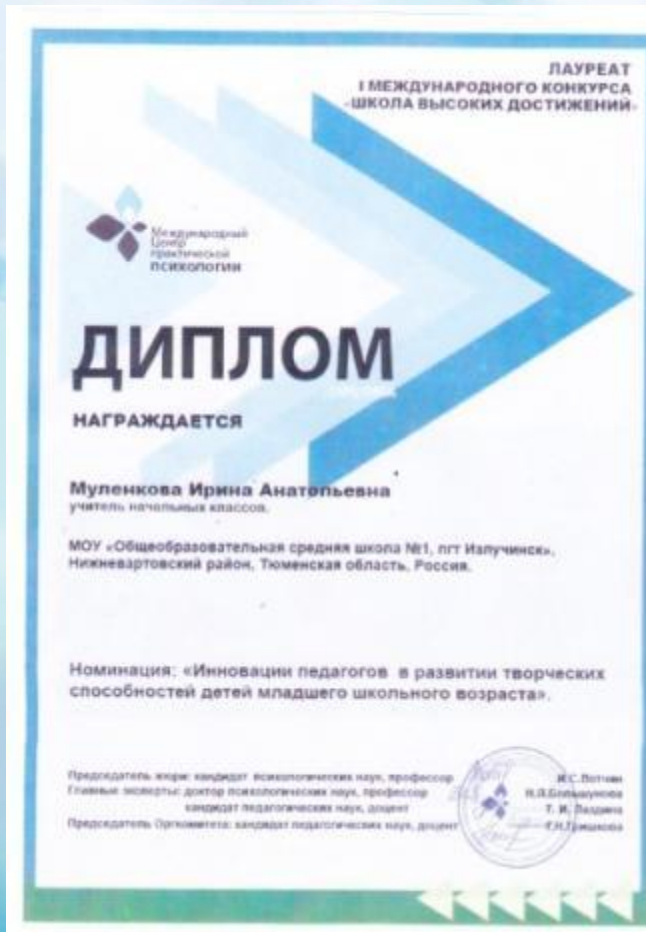 ЛАУРЕАТ
I МЕЖДУНАРОДНОГО КОНКУРСА
«ШКОЛА ВЫСОКИХ ДОСТИЖЕНИЙ»
Международный
Центр
практической
психологии
ДИПЛОМ
НАГРАЖДАЕТСЯ
Муленкова Ирина Анатольевна
учитель начальных классов,
МОУ «Общеобразовательная средняя школа №1, пгт Излучинск»,
Нижневартовский район, Тюменская область, Россия.
Номинация: «Инновации педагогов в развитии творческих
способностей детей младшего школьного возраста».
Председатель жюри: кандидат психологических наук, профессор
Главные эксперты: доктор психологических наук, профессор
кандидат педагогических наук, доцент
Председатель Оргкомитета: кандидат педагогических наук, доцент
Т.Н.Гришкова